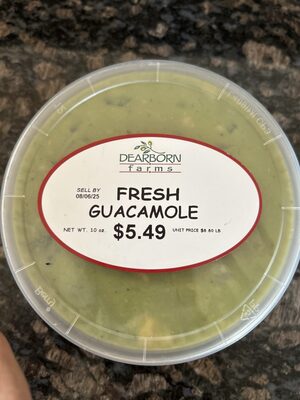 DEARBORN
farms
SELL BY
08/06/25
FRESH
GUACAMOLE
NET WT. 10 oz.
$5.49
UNIT PRICE $8.80 LB